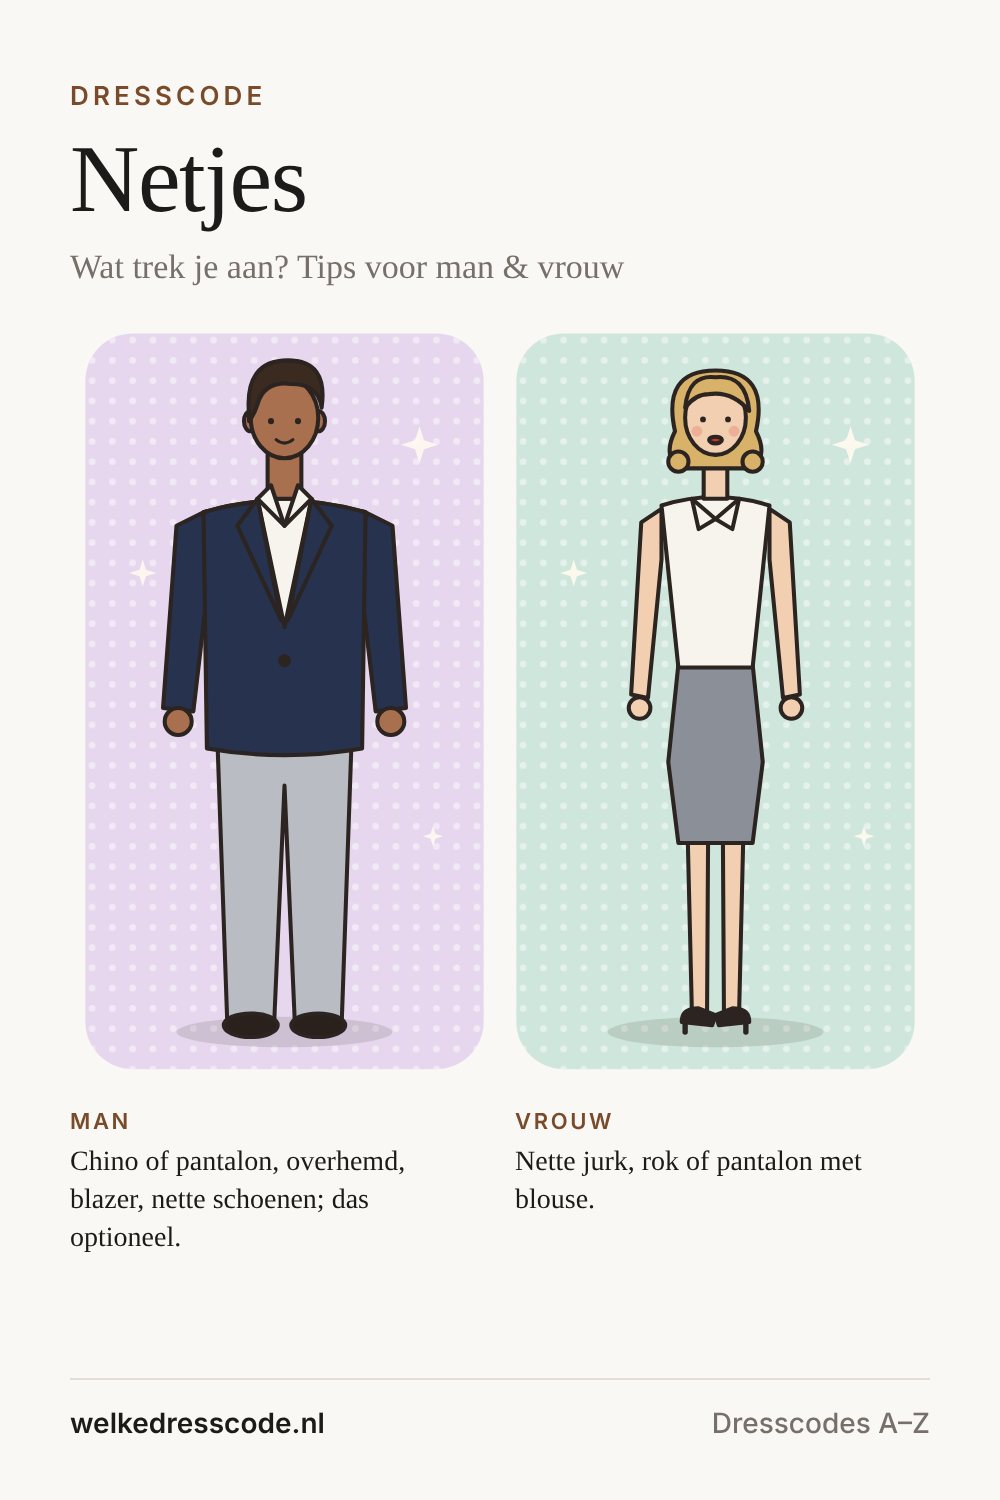 DRESSCODE
Netjes
Wat trek je aan? Tips voor man & vrouw
MAN
Chino of pantalon, overhemd,
blazer, nette schoenen; das
optioneel.
VROUW
Nette jurk, rok of pantalon met
blouse.
welkedresscode.nl
Dresscodes A–Z